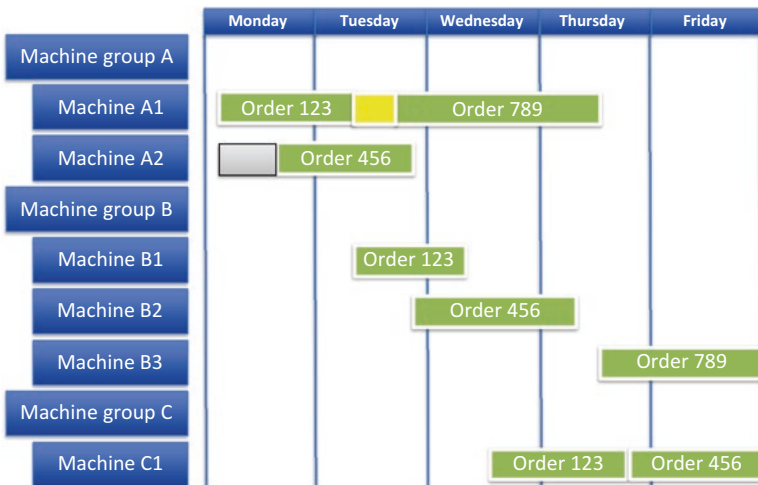 Monday Tuesday Wednesday Thursday Friday
Machine group A
Machine A1 Order 123 Order 789
Machine A2 Order 456
Machine group B
Machine B1 Order 123
Machine B2 Order 456
Machine B3 Order 789
Machine group C
Machine C1 Order 123 Order 456